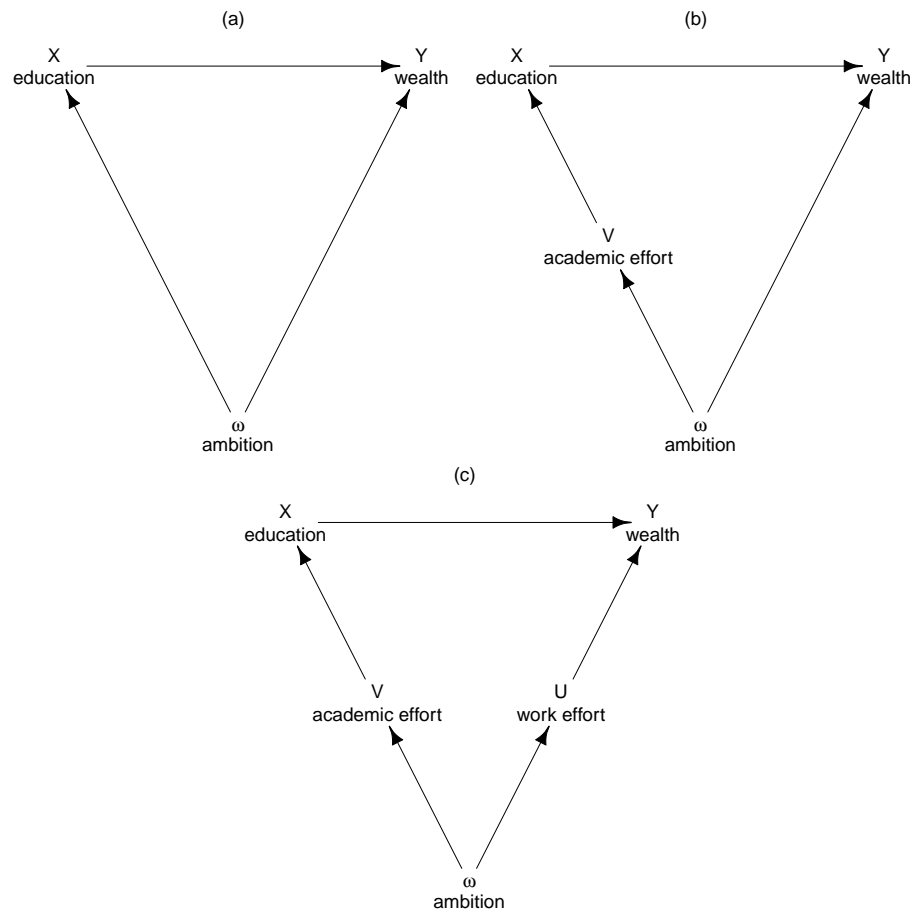 (a)
X
education
Y
wealth
ω
ambition
(b)
X
education
Y
wealth
V
academic effort
ω
ambition
(c)
X
education
Y
wealth
V
academic effort
U
work effort
ω
ambition